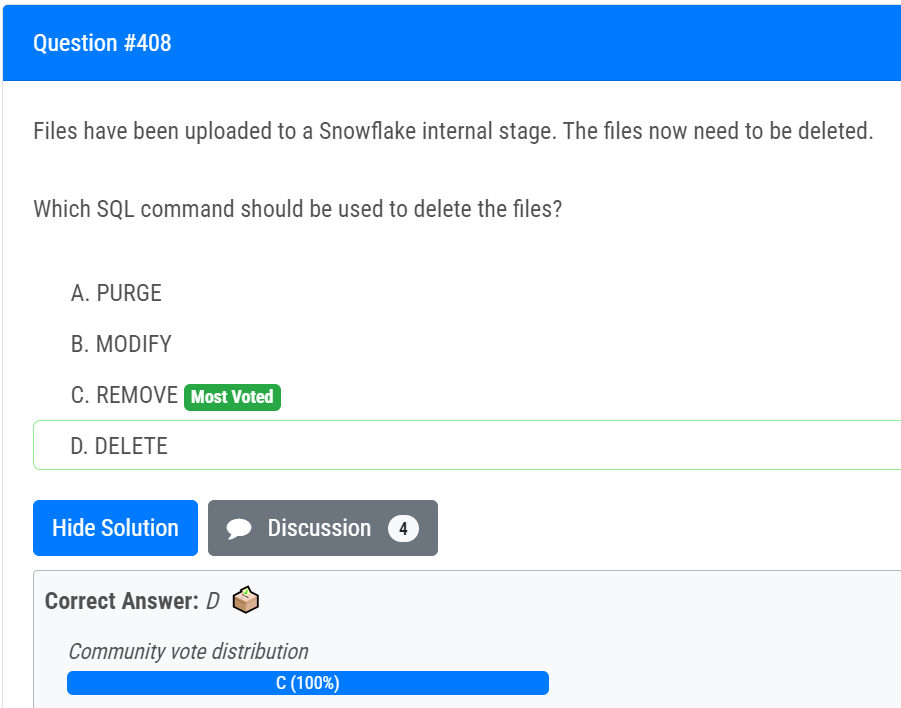 Question #408
Files have been uploaded to a Snowflake internal stage. The files now need to be deleted.
Which SQL command should be used to delete the files?
A. PURGE
B. MODIFY
C. REMOVE Most Voted
D. DELETE
Hide Solution Discussion 4
Correct Answer: D
Community vote distribution
C (100%)